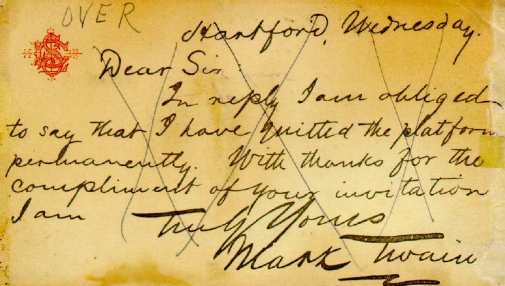 OVER
Hartford, Wednesday.
Dear Sir:
In reply I am obliged
to say that I have quitted the platform
permanently. With thanks for the
compliment of your invitation
I am Truly Yours
Mark Twain